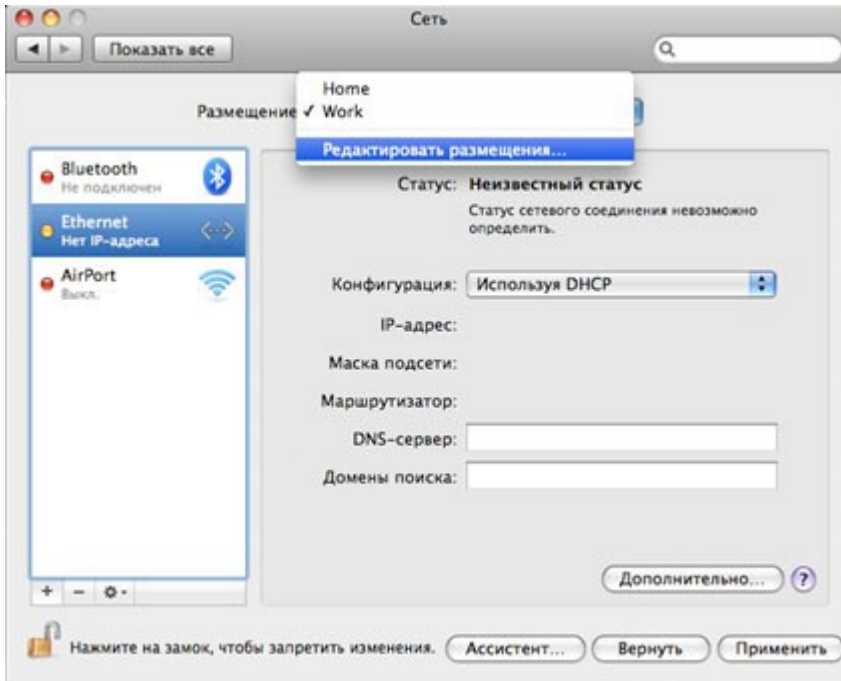 Сеть
Показать все
Home
Размещение ✓ Work
Редактировать размещения...
Bluetooth
Не подключен
Ethernet
Нет IP-адреса
AirPort
Выкл.
Статус: Неизвестный статус
Статус сетевого соединения невозможно
определить.
Конфигурация: Используя DHCP
IP-адрес:
Маска подсети:
Маршрутизатор:
DNS-сервер:
Домены поиска:
Дополнительно... ?
Нажмите на замок, чтобы запретить изменения. Ассистент... Вернуть Применить